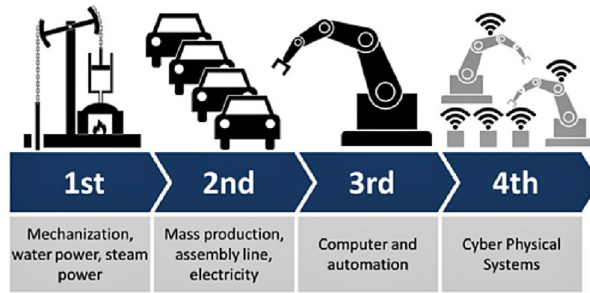 1st
2nd
3rd
4th
Mechanization,
water power, steam
power
Mass production,
assembly line,
electricity
Computer and
automation
Cyber Physical
Systems